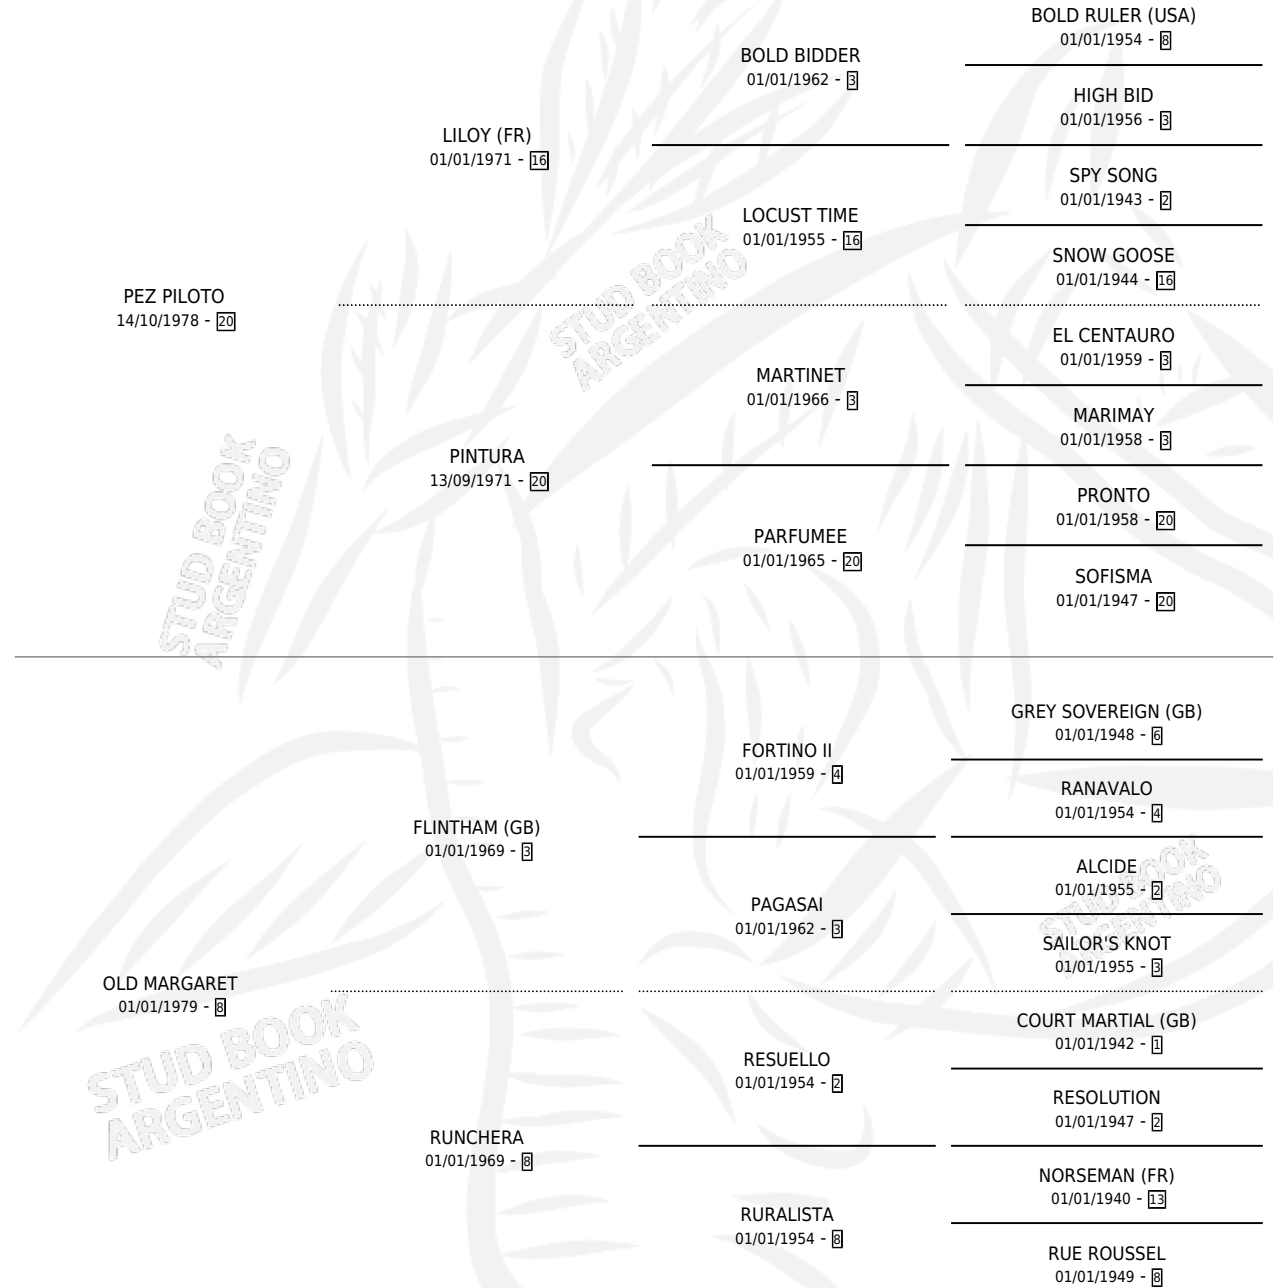 BOLD RULER (USA)
01/01/1954 - 8
BOLD BIDDER
01/01/1962 - 3
HIGH BID
01/01/1956 - 3
LILOY (FR)
01/01/1971 - 16
SPY SONG
01/01/1943 - 2
LOCUST TIME
01/01/1955 - 16
SNOW GOOSE
01/01/1944 - 16
PEZ PILOTO
14/10/1978 - 20
STUD BOOK
ARGENTINO
EL CENTAURO
01/01/1959 - 3
MARTINET
01/01/1966 - 3
MARIMAY
01/01/1958 - 3
PINTURA
13/09/1971 - 20
PRONTO
01/01/1958 - 20
PARFUMEE
01/01/1965 - 20
SOFISMA
01/01/1947 - 20
STUD BOOK
ARGENTINO
GREY SOVEREIGN (GB)
01/01/1948 - 6
FORTINO II
01/01/1959 - 4
RANAVALO
01/01/1954 - 4
FLINTHAM (GB)
01/01/1969 - 3
ALCIDE
01/01/1955 - 2
PAGASAI
01/01/1962 - 3
SAILOR'S KNOT
01/01/1955 - 3
STUD BOOK
ARGENTINO
OLD MARGARET
01/01/1979 - 8
COURT MARTIAL (GB)
01/01/1942 - 1
RESUELLO
01/01/1954 - 2
RESOLUTION
01/01/1947 - 2
STUD BOOK
ARGENTINO
RUNCHERA
01/01/1969 - 8
NORSEMAN (FR)
01/01/1940 - 13
RURALISTA
01/01/1954 - 8
RUE ROUSSEL
01/01/1949 - 8